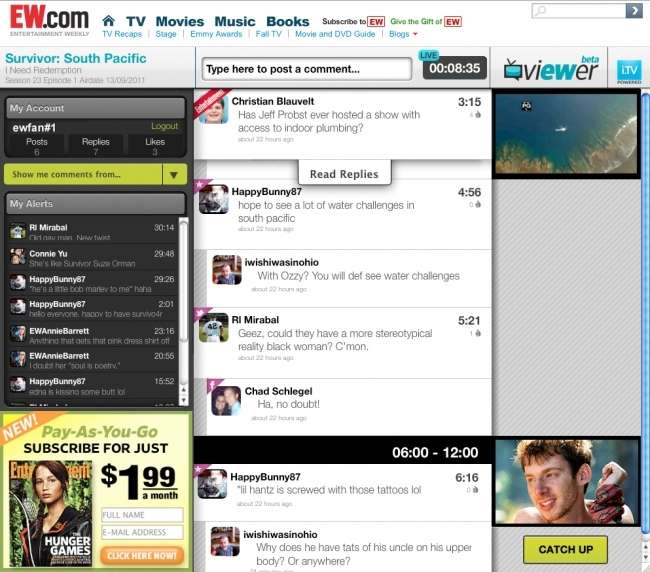 EW.com
ENTERTAINMENT WEEKLY
TV Movies Music Books
Subscribe to EW Give the Gift of EW
TV Recaps | Stage | Emmy Awards | Fall TV | Movie and DVD Guide | Blogs
Survivor: South Pacific
I Need Redemption
Season 23 Episode 1 Airdate 13/09/2011
Type here to post a comment...
LIVE
00:08:35
viewer
beta
iTV
POWERED
My Account
ewfan#1
Logout
Posts Replies Likes
6 7 3
Show me comments from...
My Alerts
RI Mirabal 30:14
Old gay man. New twist
Connie Yu 29:48
She's like Survivor Suze Orman
HappyBunny87 29:26
"he's a little bob marley to me" haha
HappyBunny87 2:01
hello everyone, happy to have survivo4r
EWAnnieBarrett 23:16
Anything that gets that pink dress shirt off
EWAnnieBarrett 20:55
I doubt her "soul is poetry."
HappyBunny87 15:52
edna is kissing some butt lol
NEW!
Pay-As-You-Go
SUBSCRIBE FOR JUST
$1.99
a month
Entertainment
THE
HUNGER
GAMES
FULL NAME
E-MAIL ADDRESS
CLICK HERE NOW!
Entertainment
Christian Blauvelt 3:15
Has Jeff Probst ever hosted a show with 4
access to indoor plumbing?
about 22 hours ago
Read Replies
HappyBunny87 4:56
hope to see a lot of water challenges in 0
south pacific
about 22 hours ago
iwishiwasinohio
With Ozzy? You will def see water challenges
about 22 hours ago
RI Mirabal 5:21
Geez, could they have a more stereotypical 1
reality black woman? C'mon.
about 22 hours ago
Chad Schlegel
Ha, no doubt!
about 22 hours ago
06:00 - 12:00
HappyBunny87 6:16
"lil hantz is screwed with those tattoos lol 0
about 22 hours ago
iwishiwasinohio
Why does he have tats of his uncle on his upper
body? Or anywhere?
CATCH UP